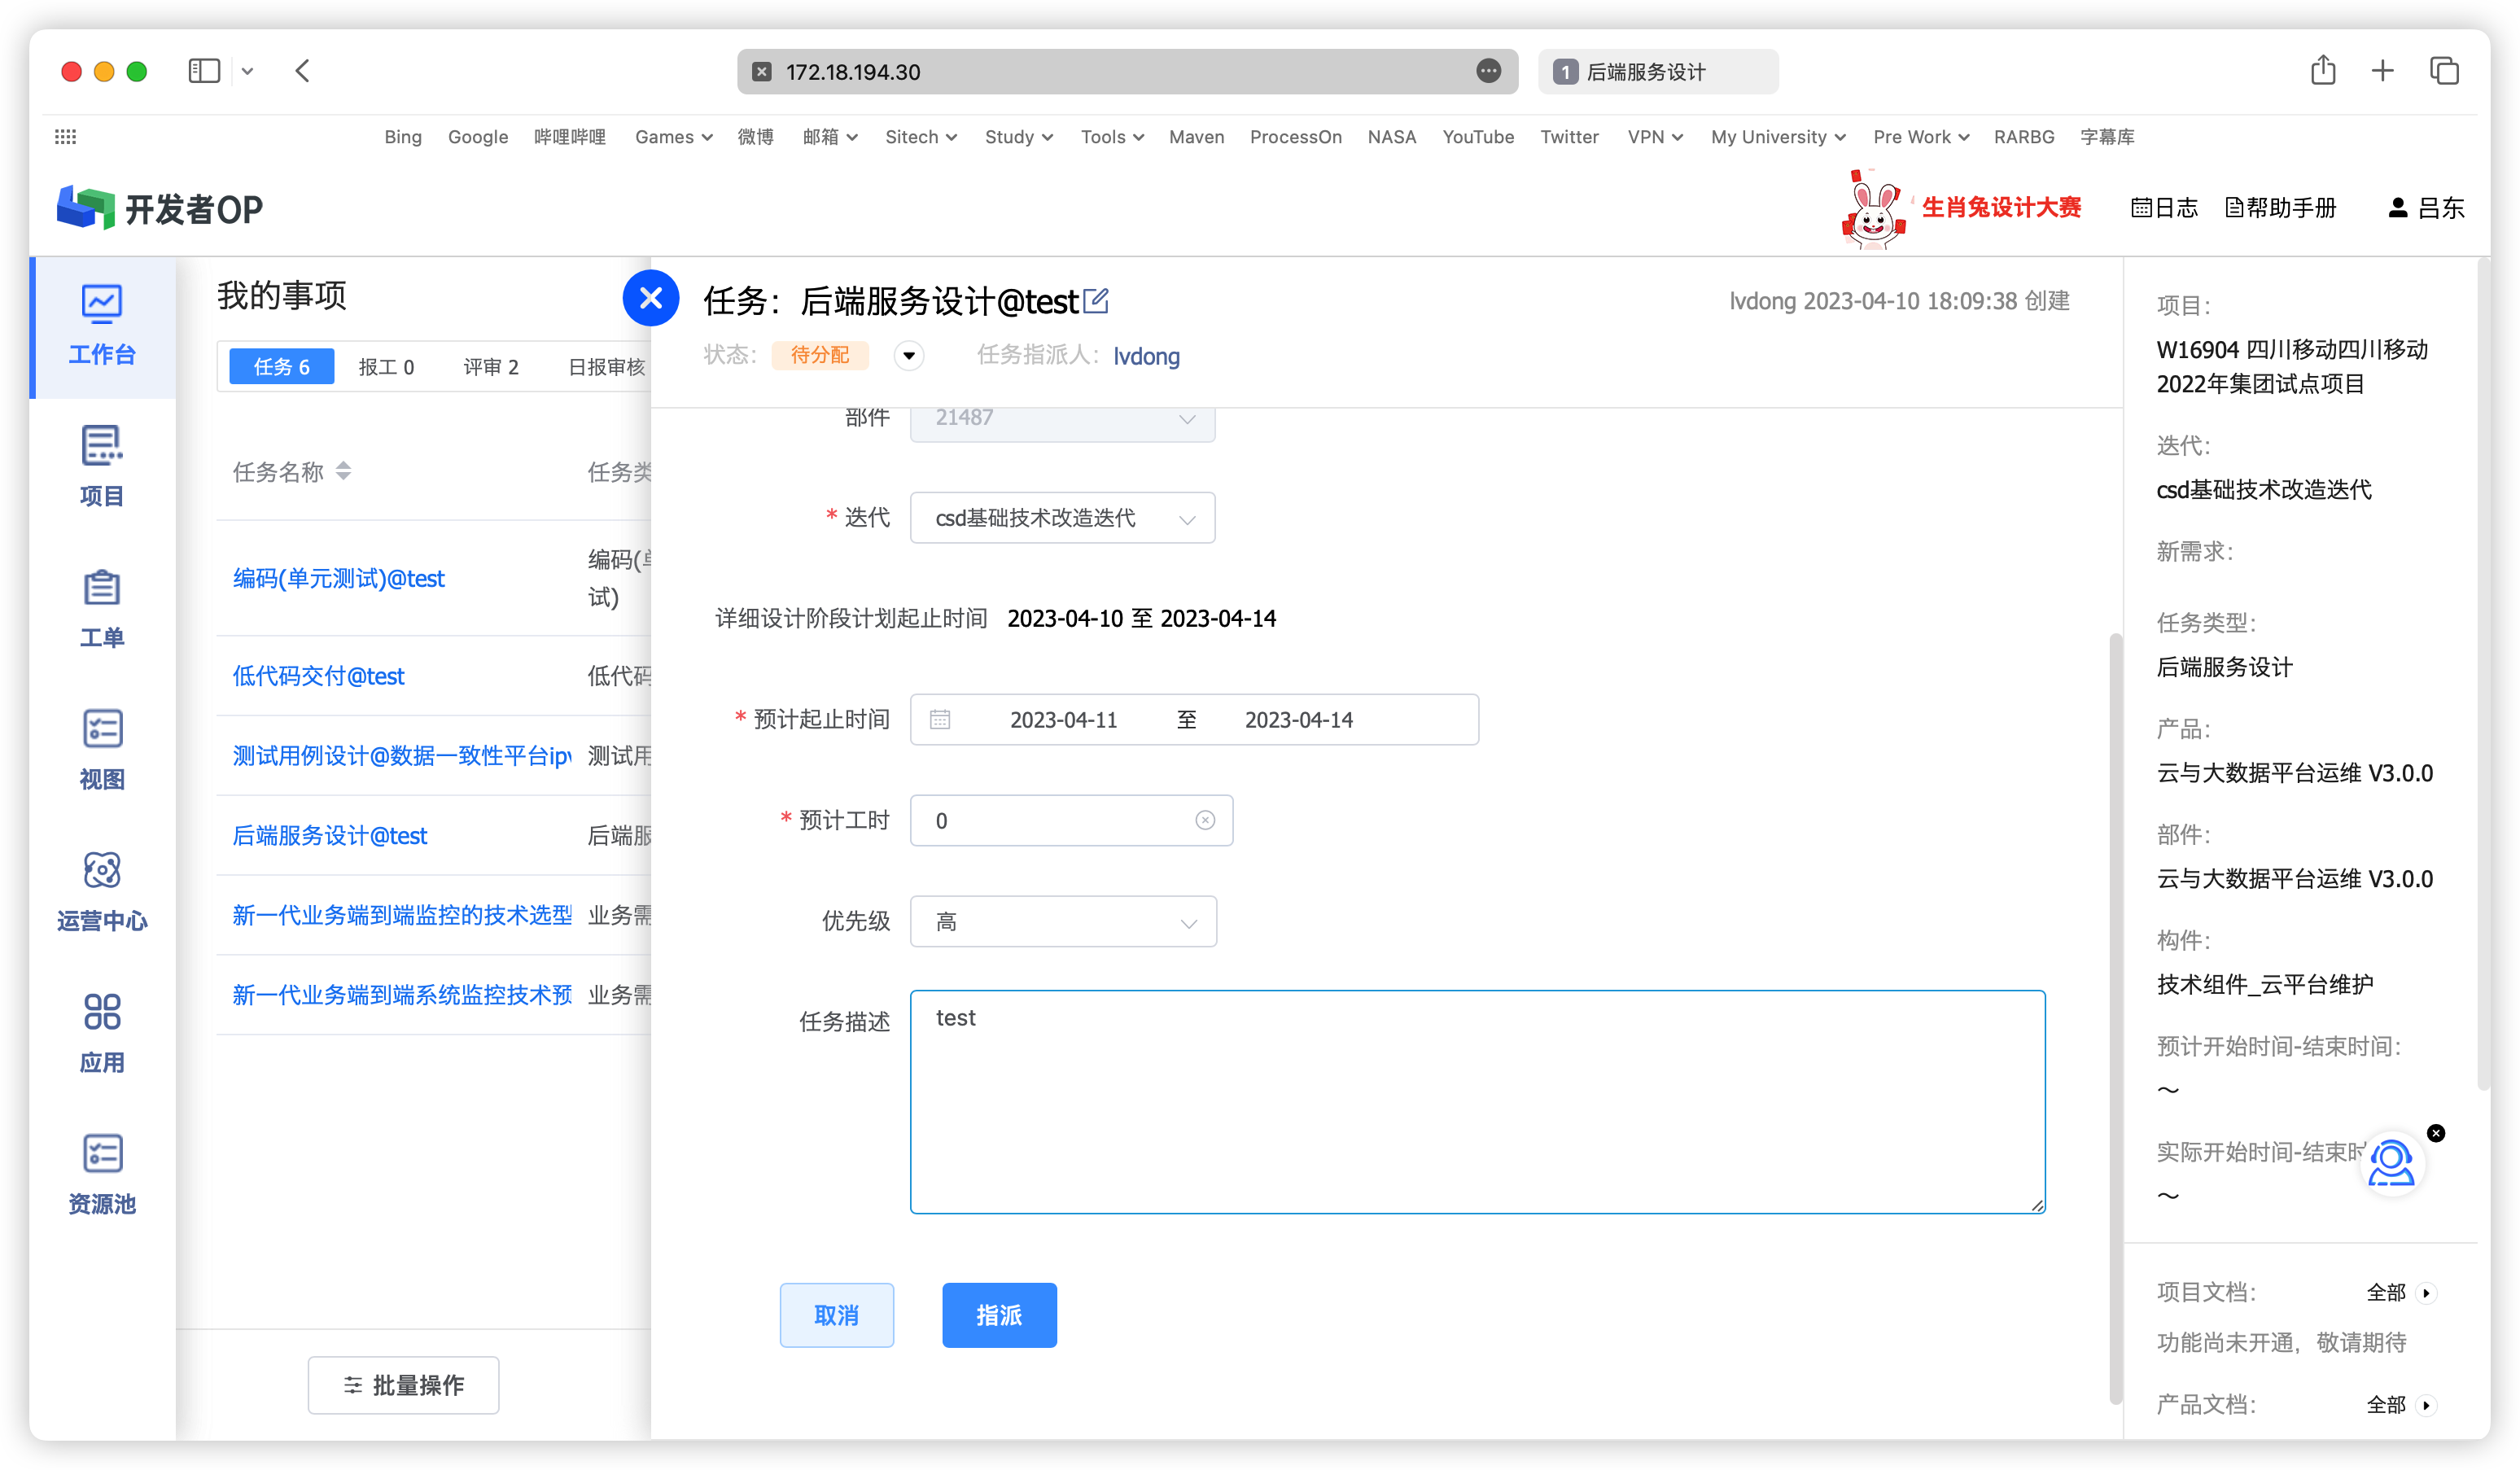 172.18.194.30
1 后端服务设计
Bing Google 哔哩哔哩 Games 微博 邮箱 Sitech Study Tools Maven ProcessOn NASA YouTube Twitter VPN My University Pre Work RARBG 字幕库
开发者OP
生肖兔设计大赛 日志 帮助手册 吕东
工作台
项目
工单
视图
运营中心
应用
资源池
我的事项
任务 6 报工 0 评审 2 日报审核
任务名称 任务类
编码(单元测试)@test 编码(单
试)
低代码交付@test 低代码
测试用例设计@数据一致性平台ipv 测试用
后端服务设计@test 后端服
新一代业务端到端监控的技术选型 业务需
新一代业务端到端系统监控技术预 业务需
批量操作
任务：后端服务设计@test
lvdong 2023-04-10 18:09:38 创建
状态： 待分配 任务指派人： lvdong
部件 21487
* 迭代 csd基础技术改造迭代
详细设计阶段计划起止时间 2023-04-10 至 2023-04-14
* 预计起止时间 2023-04-11 至 2023-04-14
* 预计工时 0
优先级 高
任务描述 test
取消 指派
项目：
W16904 四川移动四川移动
2022年集团试点项目
迭代：
csd基础技术改造迭代
新需求：
任务类型：
后端服务设计
产品：
云与大数据平台运维 V3.0.0
部件：
云与大数据平台运维 V3.0.0
构件：
技术组件_云平台维护
预计开始时间-结束时间：
～
实际开始时间-结束时
～
项目文档： 全部
功能尚未开通，敬请期待
产品文档： 全部